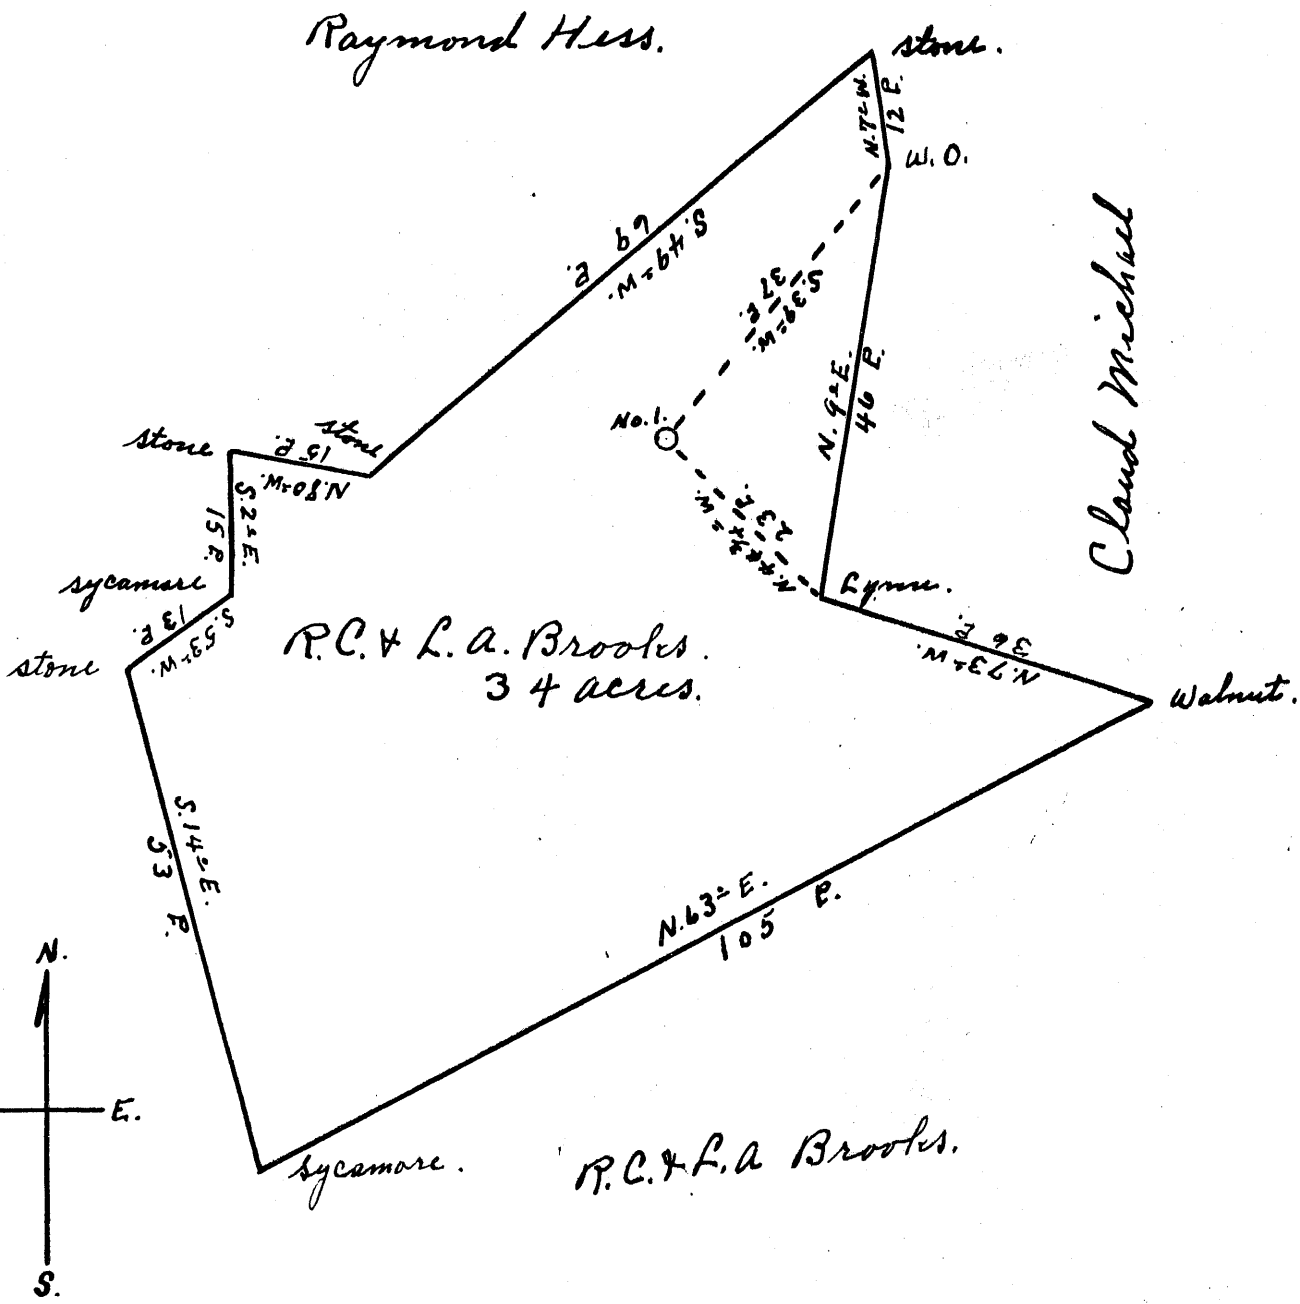 Raymond Hess.
stone.
N.7=W.
12 P.
W.O.
S.49=W.
69 P.
S.39=W.
37 P.
Claud Michael
N.9=E.
46 P.
No.1.
stone
stone
15 P.
N.80=W.
S.2=E.
15 P.
23 P.
sycamore
Lynn.
13 P.
S.53=W.
R.C. & L.A. Brooks.
34 acres.
36 P.
N.73=W.
stone
Walnut.
S.14=E.
53 P.
N.63=E.
105 P.
N.
E.
sycamore.
R.C. & L.A Brooks.
S.